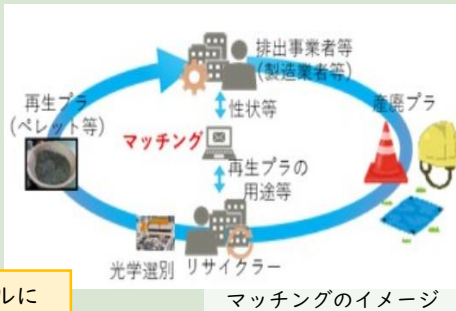 排出事業者等
(製造業者等)
再生プラ
(ペレット等)
性状等
産廃プラ
マッチング
再生プラの
用途等
光学選別
リサイクラー
ルに
マッチングのイメージ